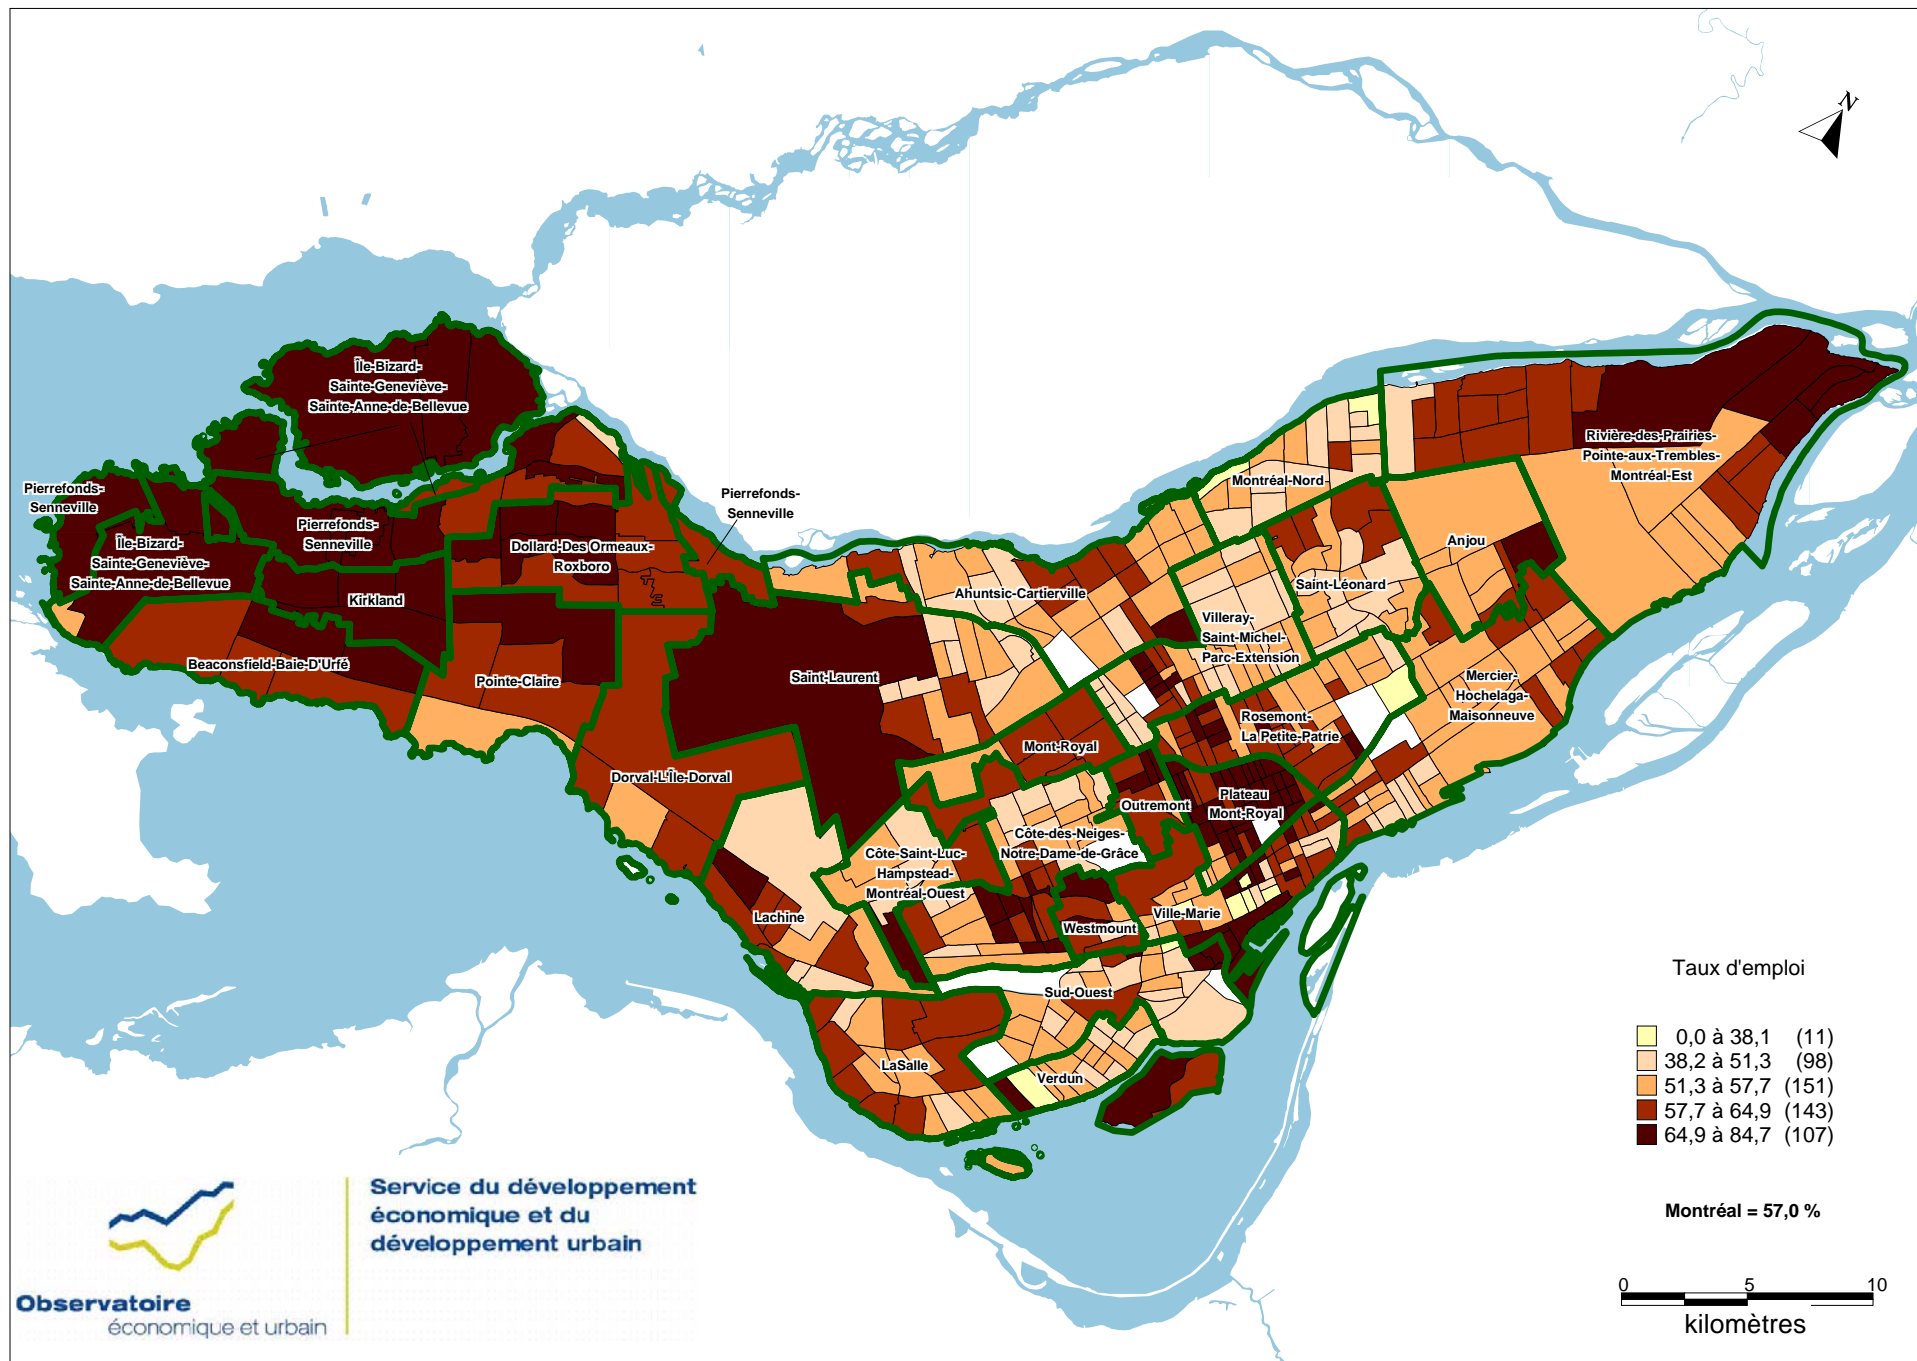 N
Île-Bizard-
Sainte-Geneviève-
Sainte-Anne-de-Bellevue
Pierrefonds-
Senneville
Pierrefonds-
Senneville
Pierrefonds-
Senneville
Île-Bizard-
Sainte-Geneviève-
Sainte-Anne-de-Bellevue
Dollard-Des Ormeaux-
Roxboro
Kirkland
Beaconsfield-Baie-D'Urfé
Pointe-Claire
Dorval-L'Île-Dorval
Saint-Laurent
Ahuntsic-Cartierville
Montréal-Nord
Rivière-des-Prairies-
Pointe-aux-Trembles-
Montréal-Est
Anjou
Saint-Léonard
Villeray-
Saint-Michel-
Parc-Extension
Mercier-
Hochelaga-
Maisonneuve
Rosemont-
La Petite-Patrie
Mont-Royal
Outremont
Plateau
Mont-Royal
Côte-des-Neiges-
Notre-Dame-de-Grâce
Côte-Saint-Luc-
Hampstead-
Montréal-Ouest
Lachine
Westmount
Ville-Marie
Sud-Ouest
LaSalle
Verdun
Taux d'emploi
0,0 à 38,1 (11)
38,2 à 51,3 (98)
51,3 à 57,7 (151)
57,7 à 64,9 (143)
64,9 à 84,7 (107)
Montréal = 57,0 %
0 5 10
kilomètres
Service du développement
économique et du
développement urbain
Observatoire
économique et urbain